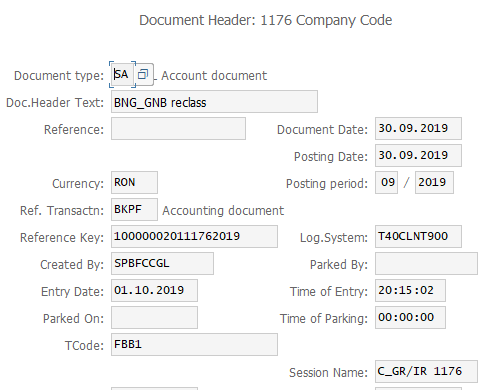 Document Header: 1176 Company Code
Document type: SA L Account document
Doc.Header Text: BNG_GNB reclass
Reference: Document Date: 30.09.2019
Posting Date: 30.09.2019
Currency: RON Posting period: 09 / 2019
Ref. Transactn: BKPF Accounting document
Reference Key: 100000020111762019 Log.System: T40CLNT900
Created By: SPBFCCGL Parked By:
Entry Date: 01.10.2019 Time of Entry: 20:15:02
Parked On: Time of Parking: 00:00:00
TCode: FBB1
Session Name: C_GR/IR 1176